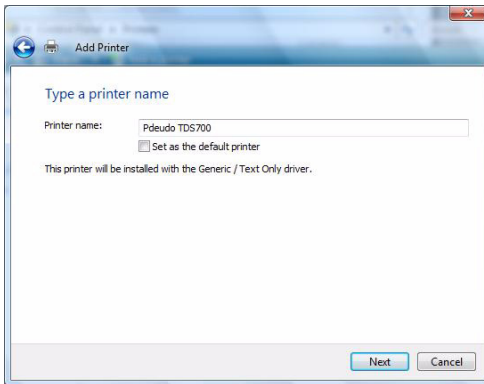 Add Printer
Type a printer name
Printer name: Pdeudo TDS700
Set as the default printer
This printer will be installed with the Generic / Text Only driver.
Next Cancel